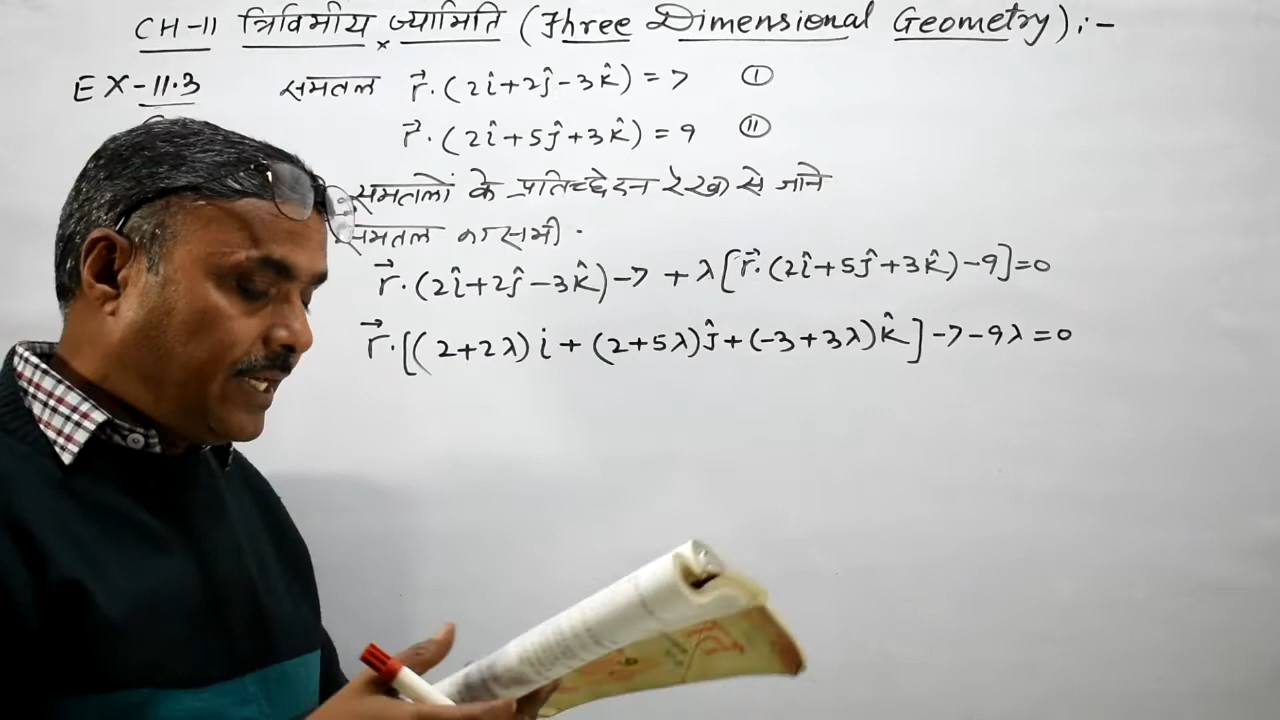 CH-11 त्रिविमीय ज्यामिति (Three Dimensional Geometry) :-
EX-11.3 समतल r⃗.(2î+2ĵ-3k̂) = 7 Ⓘ
r⃗.(2î+5ĵ+3k̂) = 9 ⓘⓘ
समतलों के प्रतिच्छेदन रेखा से जाने
समतल का समी.
r⃗.(2î+2ĵ-3k̂)-7 + λ[r⃗.(2î+5ĵ+3k̂)-9]=0
r⃗.[(2+2λ)i + (2+5λ)ĵ+(-3+3λ)k̂]-7-9λ=0